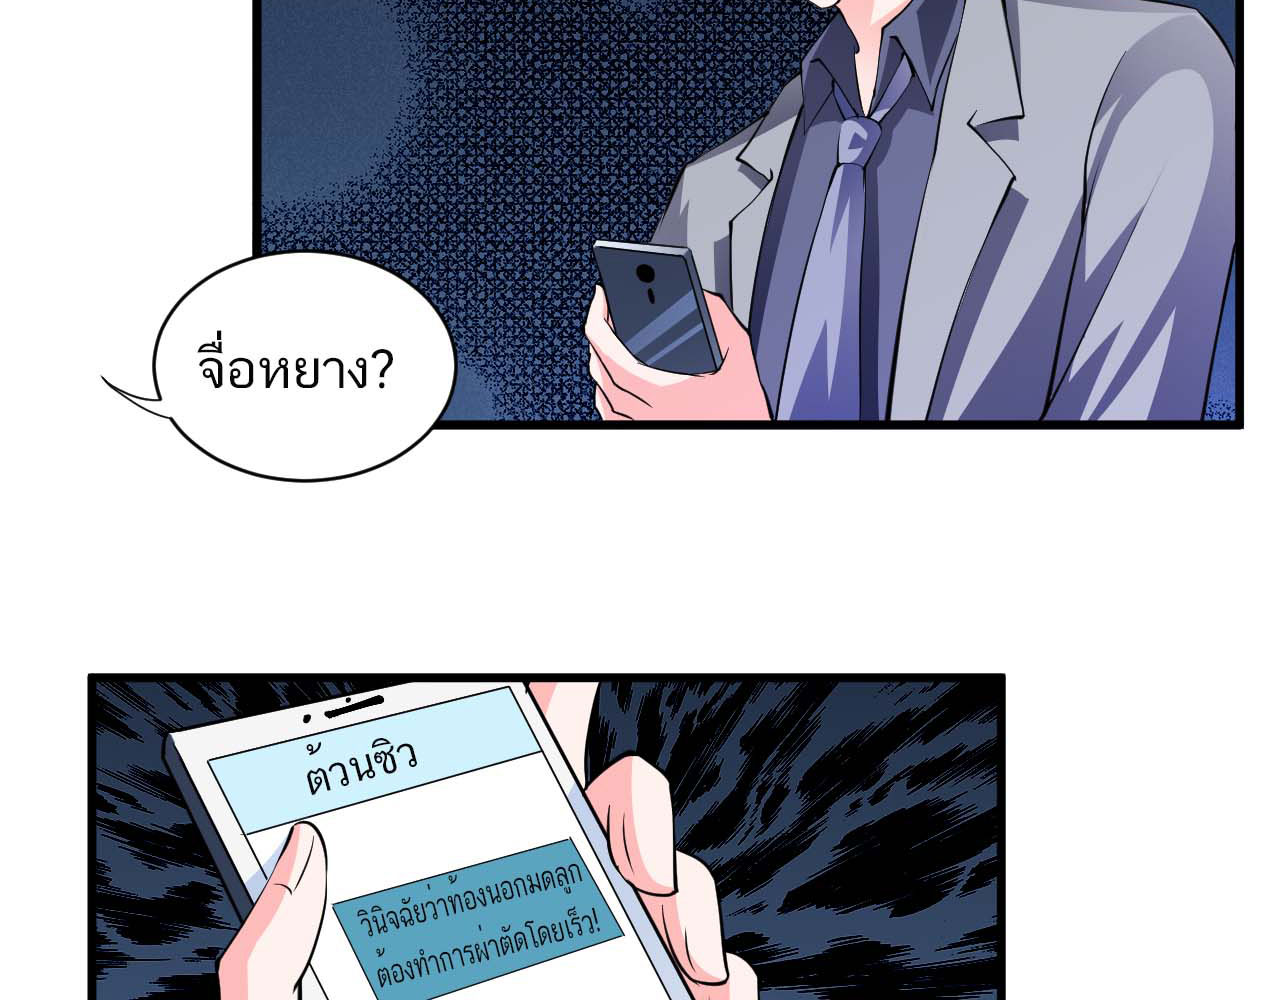 จื่อหยาง?
ต้วนซิว
วินิจฉัยว่าท้องนอกมดลูก
ต้องทำการผ่าตัดโดยเร็ว!